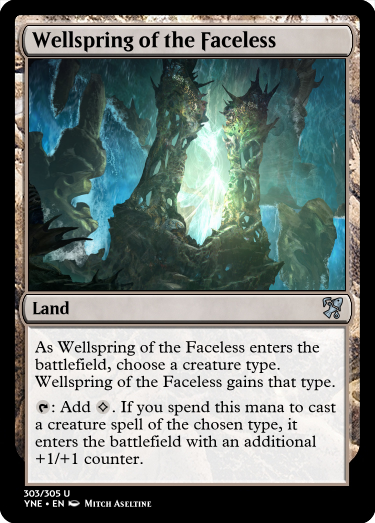 Wellspring of the Faceless
Land
As Wellspring of the Faceless enters the
battlefield, choose a creature type.
Wellspring of the Faceless gains that type.
: Add . If you spend this mana to cast
a creature spell of the chosen type, it
enters the battlefield with an additional
+1/+1 counter.
303/305 U
YNE • EN Mitch Aseltine